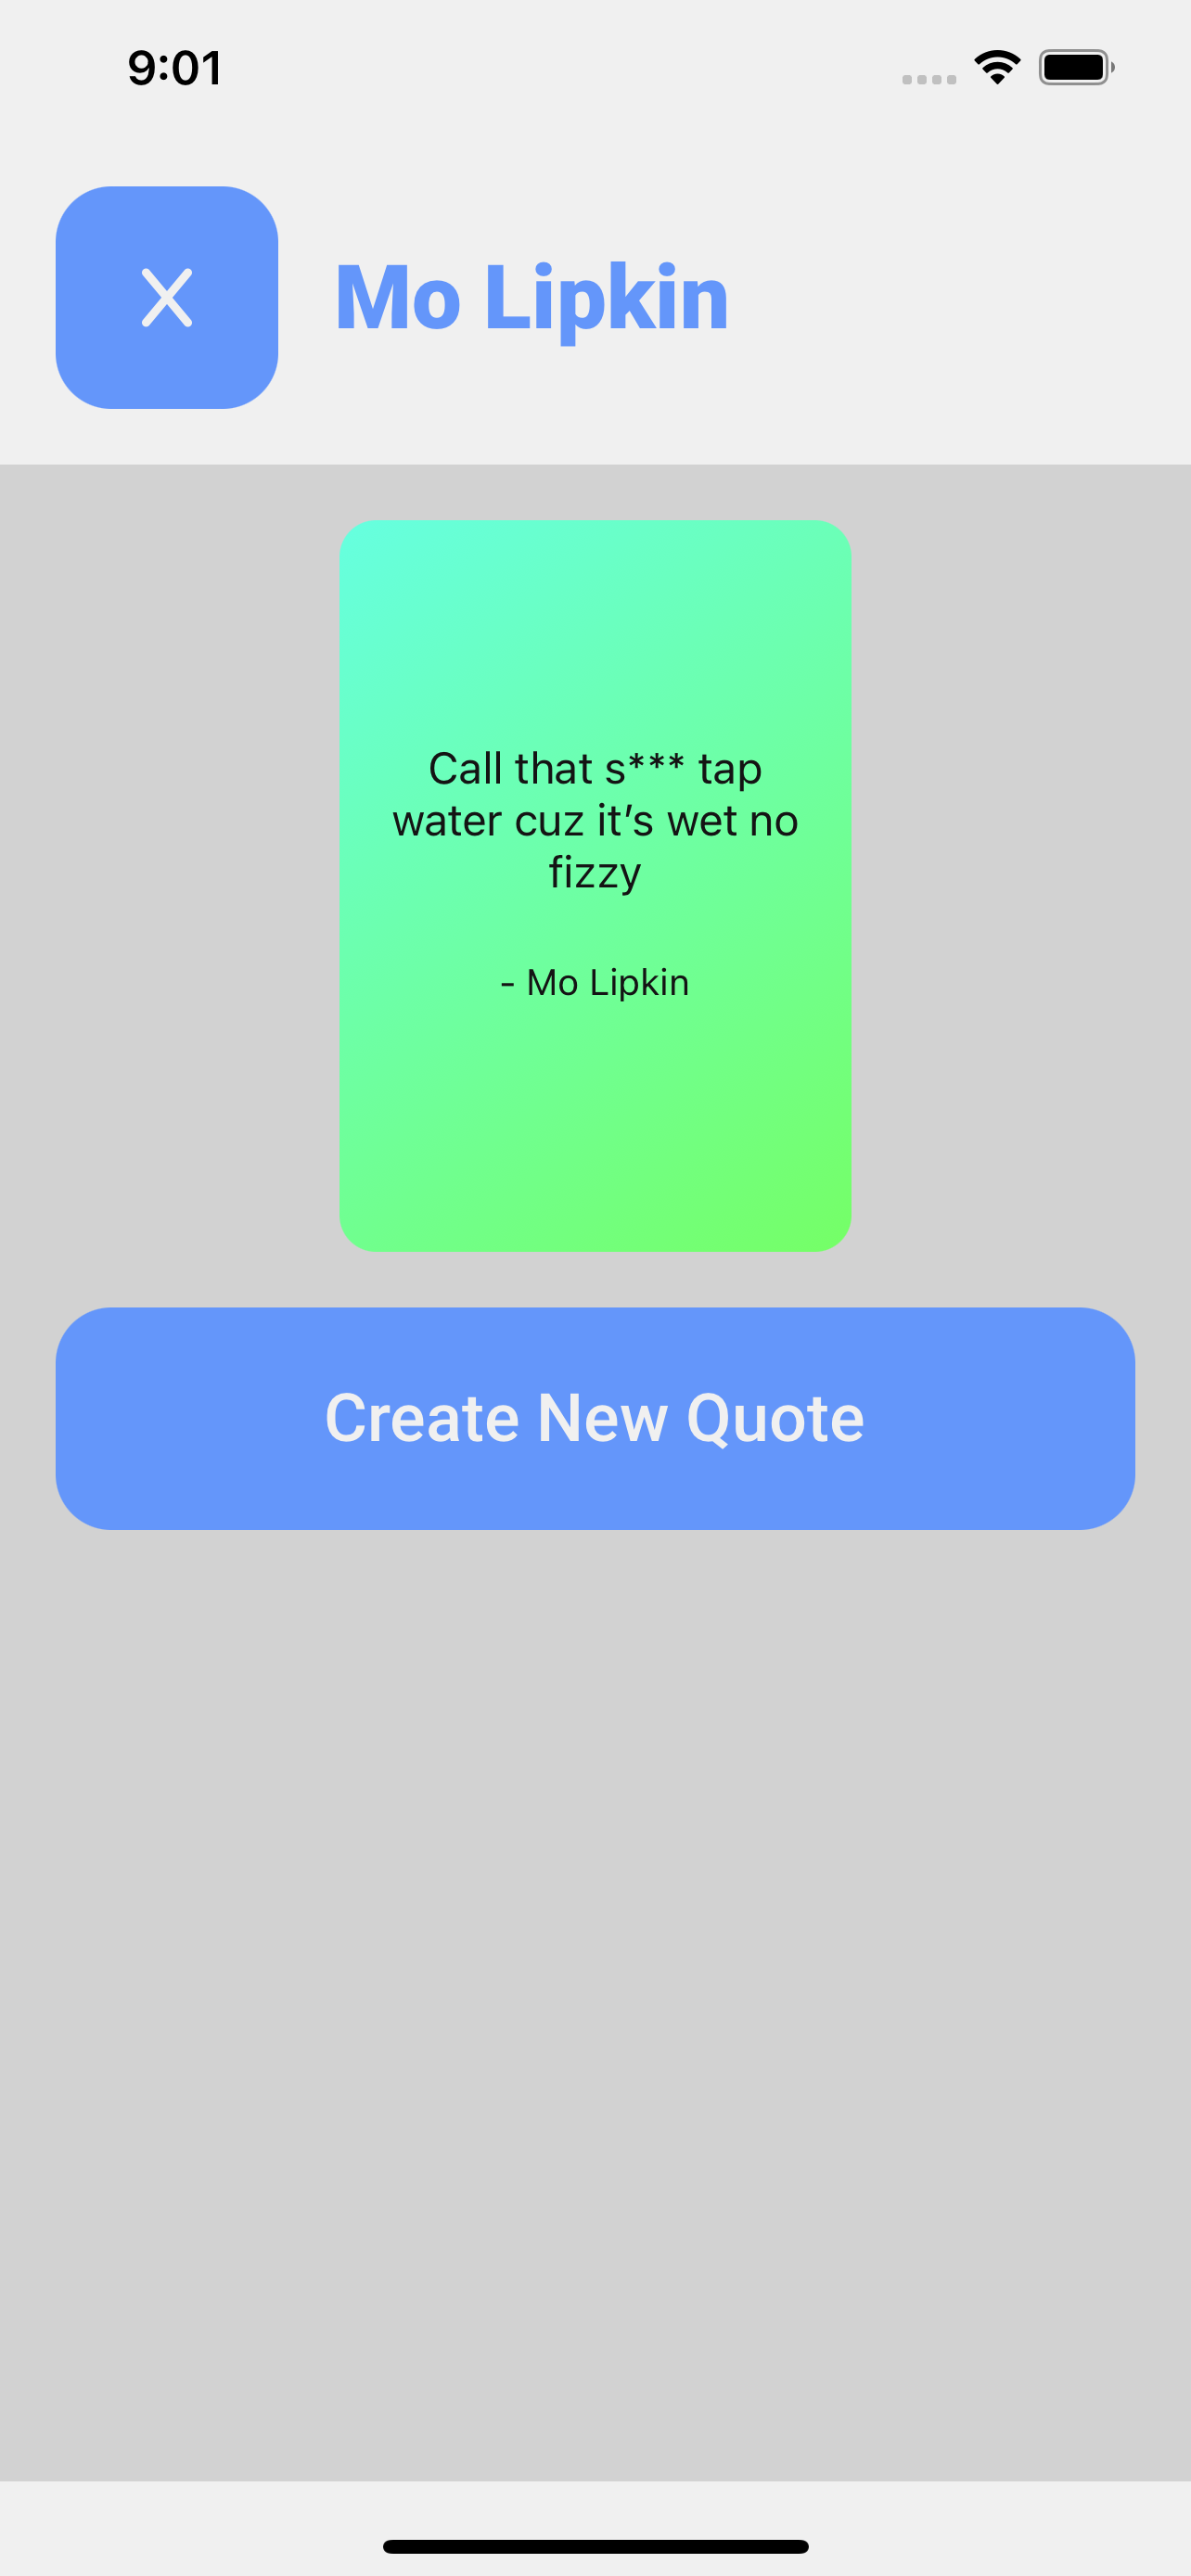 9:01
Mo Lipkin
Call that s*** tap
water cuz it’s wet no
fizzy
- Mo Lipkin
Create New Quote